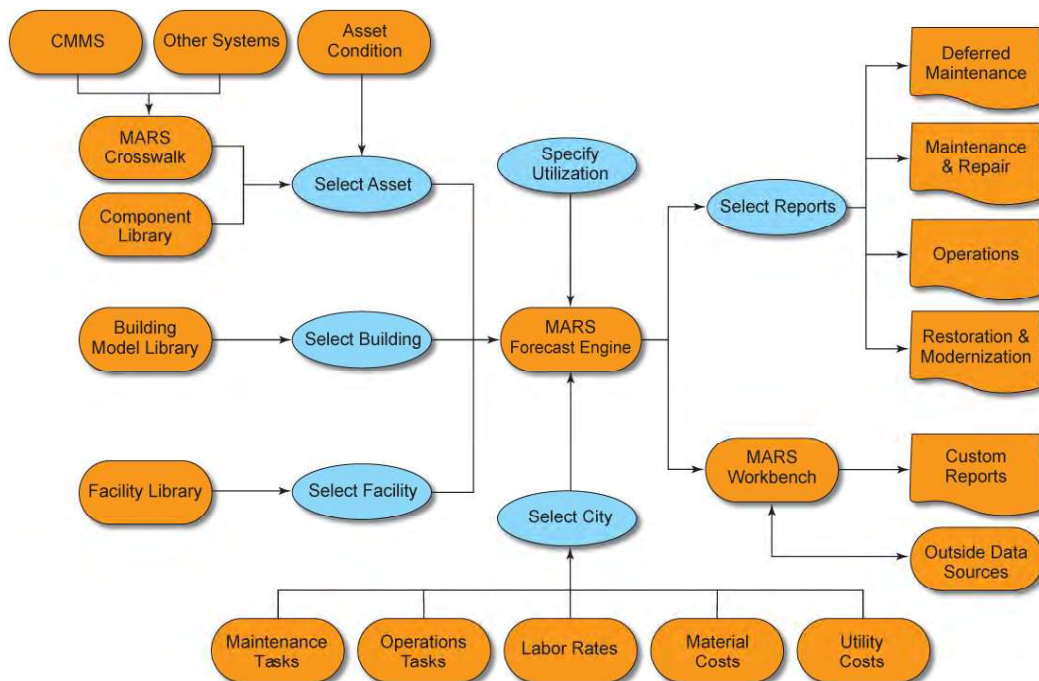 CMMS
Other Systems
Asset
Condition
Deferred
Maintenance
MARS
Crosswalk
Maintenance
& Repair
Specify
Utilization
Select Asset
Select Reports
Component
Library
Operations
Building
Model Library
Select Building
MARS
Forecast Engine
Restoration &
Modernization
MARS
Workbench
Custom
Reports
Facility Library
Select Facility
Select City
Outside Data
Sources
Maintenance
Tasks
Operations
Tasks
Labor Rates
Material
Costs
Utility
Costs